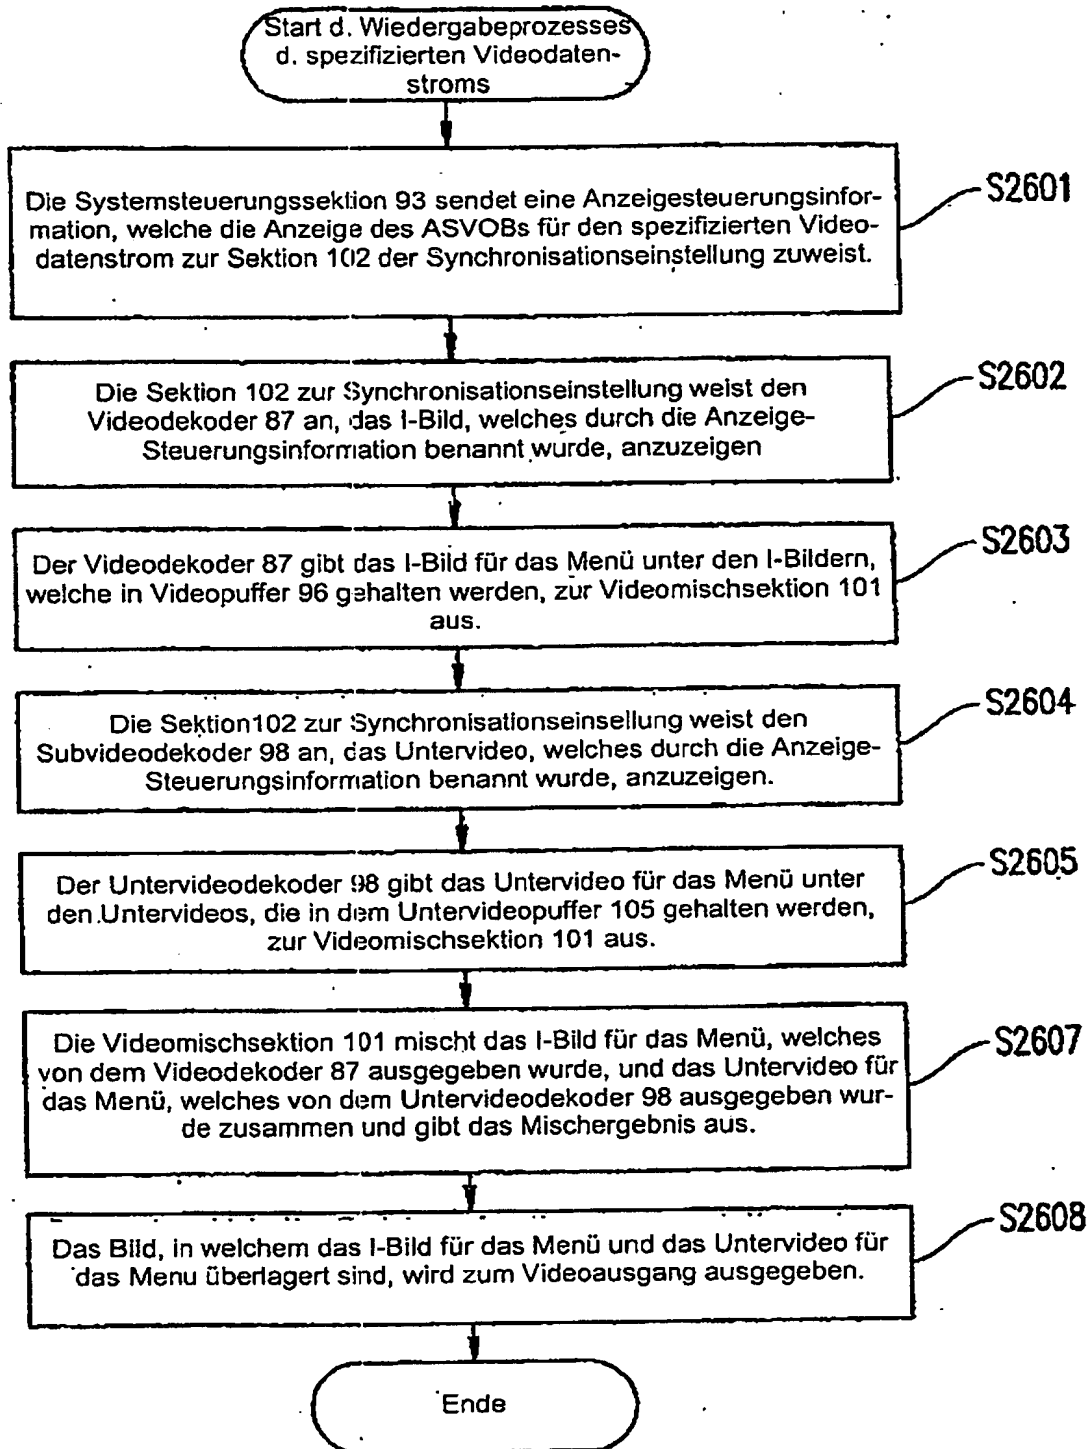 Start d. Wiedergabeprozesses
d. spezifizierten Videodaten-
stroms
Die Systemsteuerungssektion 93 sendet eine Anzeigesteuerungsinfor-
mation, welche die Anzeige des ASVOBs für den spezifizierten Video-
datenstrom zur Sektion 102 der Synchronisationseinstellung zuweist.
S2601
Die Sektion 102 zur Synchronisationseinstellung weist den
Videodekoder 87 an, das I-Bild, welches durch die Anzeige-
Steuerungsinformation benannt wurde, anzuzeigen
S2602
Der Videodekoder 87 gibt das I-Bild für das Menü unter den I-Bildern,
welche in Videopuffer 96 gehalten werden, zur Videomischsektion 101
aus.
S2603
Die Sektion102 zur Synchronisationseinsellung weist den
Subvideodekoder 98 an, das Untervideo, welches durch die Anzeige-
Steuerungsinformation benannt wurde, anzuzeigen.
S2604
Der Untervideodekoder 98 gibt das Untervideo für das Menü unter
den Untervideos, die in dem Untervideopuffer 105 gehalten werden,
zur Videomischsektion 101 aus.
S2605
Die Videomischsektion 101 mischt das I-Bild für das Menü, welches
von dem Videodekoder 87 ausgegeben wurde, und das Untervideo für
das Menü, welches von dem Untervideodekoder 98 ausgegeben wur-
de zusammen und gibt das Mischergebnis aus.
S2607
Das Bild, in welchem das I-Bild für das Menü und das Untervideo für
das Menu überlagert sind, wird zum Videoausgang ausgegeben.
S2608
Ende